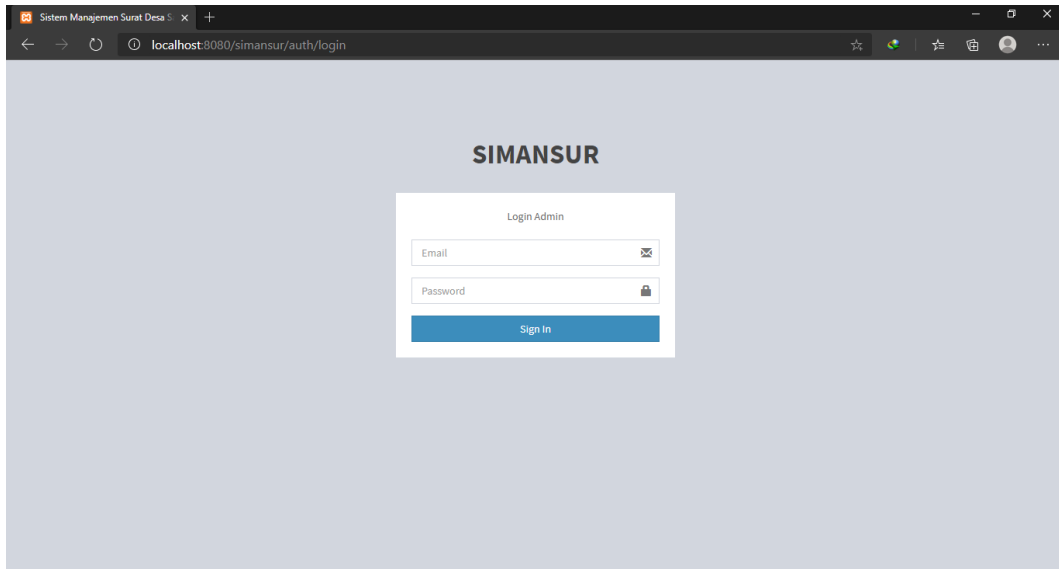 Sistem Manajemen Surat Desa S
localhost:8080/simansur/auth/login
SIMANSUR
Login Admin
Email
Password
Sign In